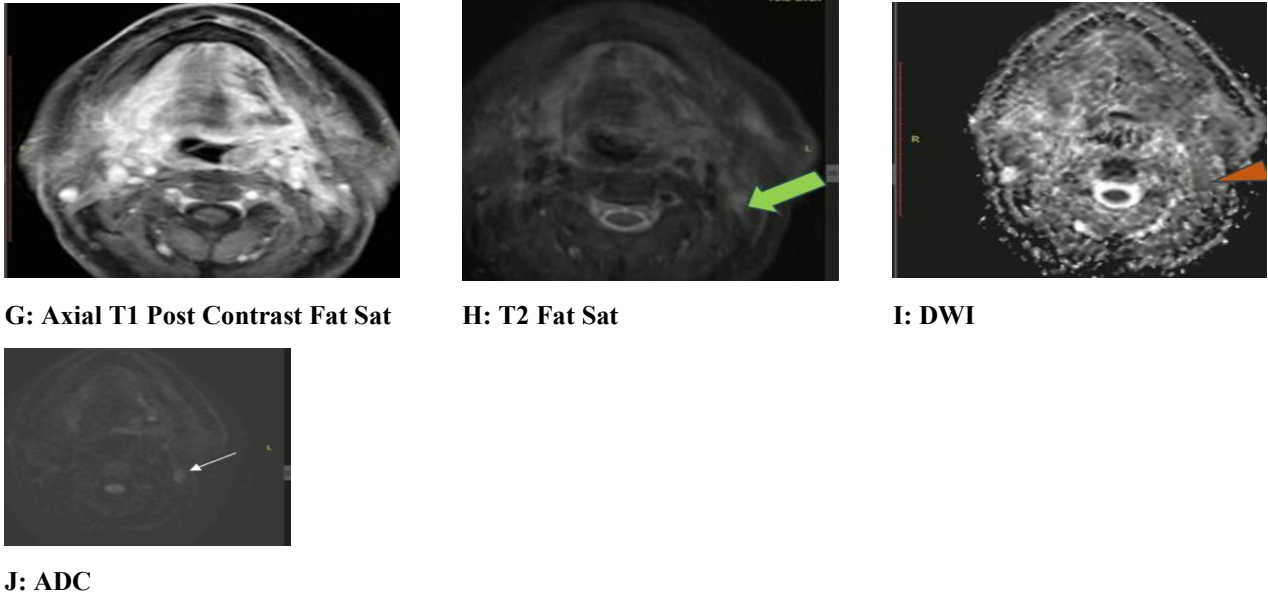 L
R
G: Axial T1 Post Contrast Fat Sat
H: T2 Fat Sat
I: DWI
L
J: ADC